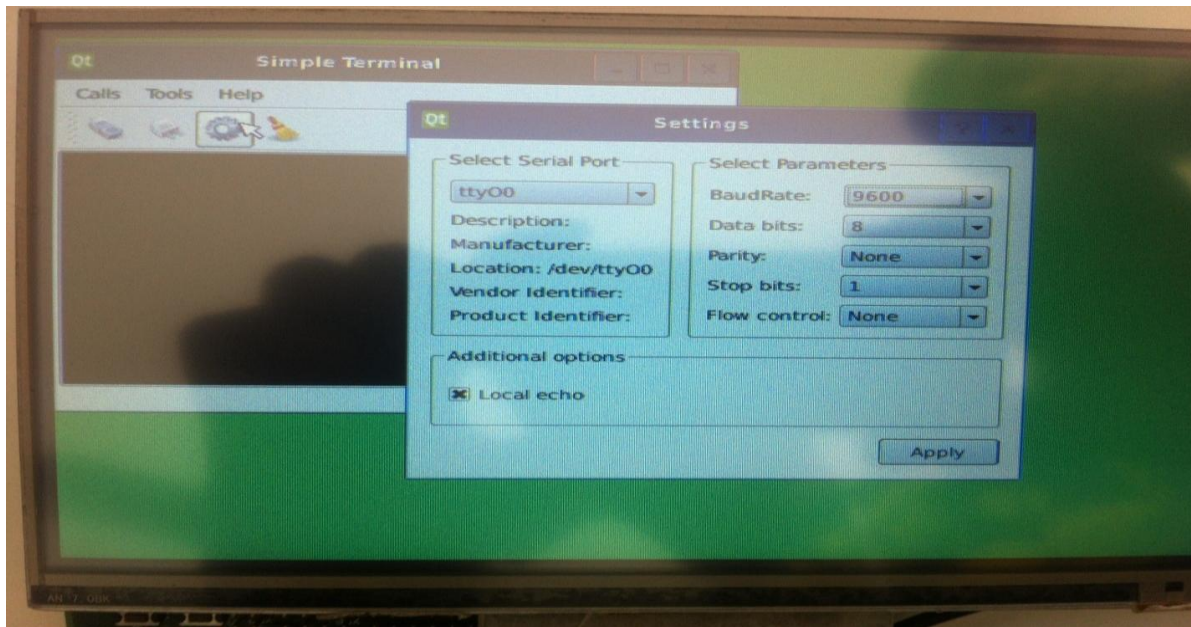 Qt Simple Terminal
Calls Tools Help
Qt Settings
Select Serial Port
ttyO0
Description:
Manufacturer:
Location: /dev/ttyO0
Vendor Identifier:
Product Identifier:
Select Parameters
BaudRate: 9600
Data bits: 8
Parity: None
Stop bits: 1
Flow control: None
Additional options
Local echo
Apply